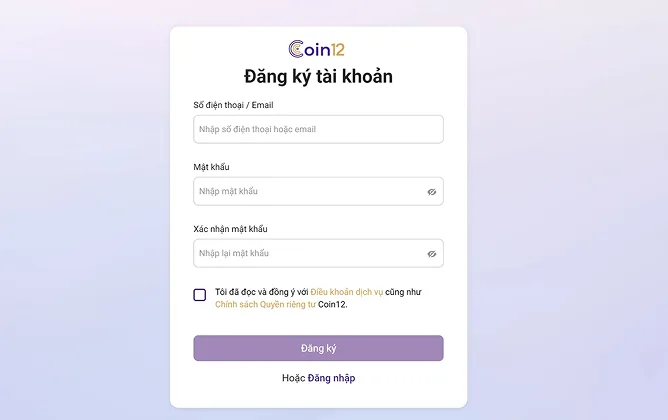 Coin12
Đăng ký tài khoản
Số điện thoại / Email
Nhập số điện thoại hoặc email
Mật khẩu
Nhập mật khẩu
Xác nhận mật khẩu
Nhập lại mật khẩu
Tôi đã đọc và đồng ý với Điều khoản dịch vụ cũng như
Chính sách Quyền riêng tư Coin12.
Đăng ký
Hoặc Đăng nhập